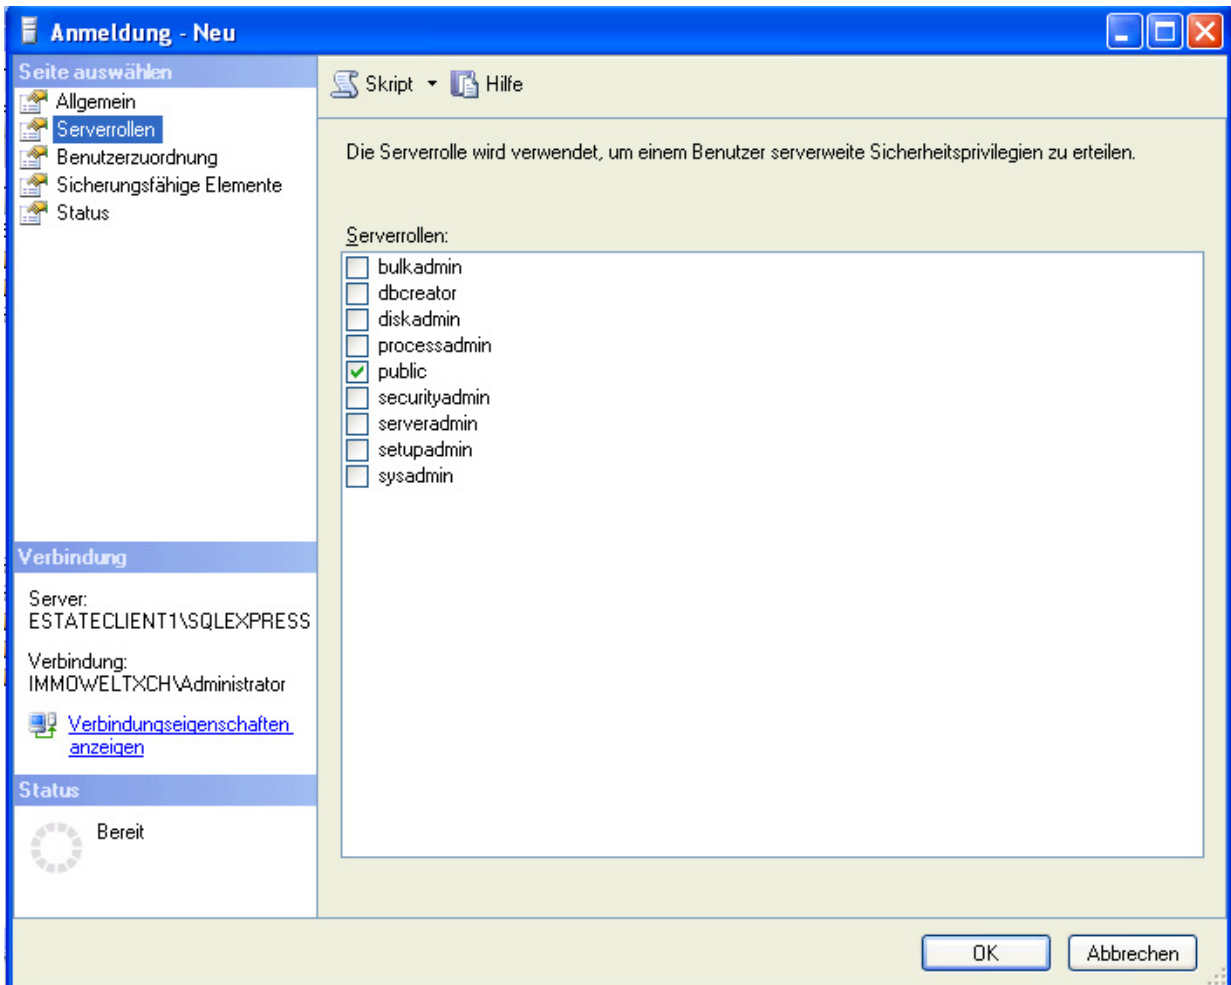 Anmeldung - Neu
Seite auswählen
Allgemein
Serverrollen
Benutzerzuordnung
Sicherungsfähige Elemente
Status
Skript
Hilfe
Die Serverrolle wird verwendet, um einem Benutzer serverweite Sicherheitsprivilegien zu erteilen.
Serverrollen:
bulkadmin
dbcreator
diskadmin
processadmin
public
securityadmin
serveradmin
setupadmin
sysadmin
Verbindung
Server:
ESTATECLIENT1\SQLEXPRESS
Verbindung:
IMMOWELTXCH\Administrator
Verbindungseigenschaften
anzeigen
Status
Bereit
OK
Abbrechen